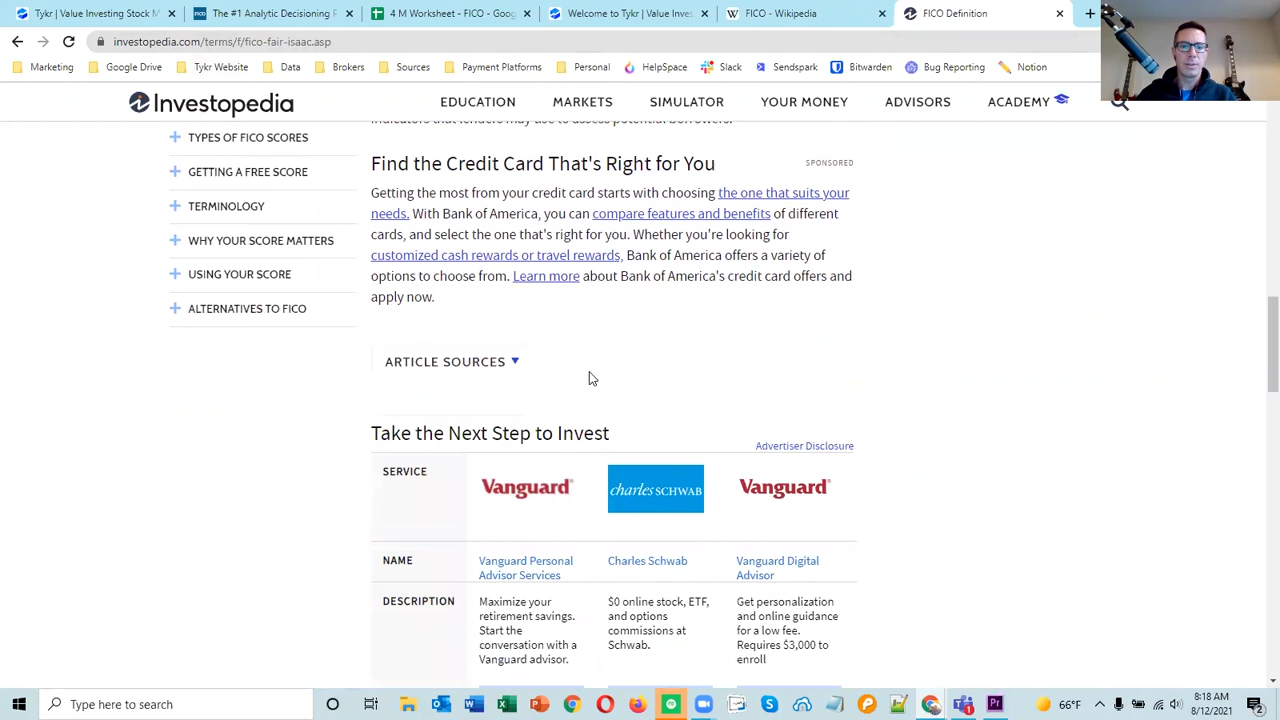 Tykr | Value Investing Stock M
The #1 Analytic Decisioning F
4 M Worksheet - FICO - Credit
Welcome to Tykr | Value Inves
FICO - Wikipedia
FICO Definition
investopedia.com/terms/f/fico-fair-isaac.asp
Marketing
Google Drive
Tykr Website
Data
Brokers
Sources
Payment Platforms
Personal
HelpSpace
Slack
Sendspark
Bitwarden
Bug Reporting
Notion
Investopedia
EDUCATION
MARKETS
SIMULATOR
YOUR MONEY
ADVISORS
ACADEMY
indicators that lenders may use to assess potential borrowers.
TYPES OF FICO SCORES
GETTING A FREE SCORE
TERMINOLOGY
WHY YOUR SCORE MATTERS
USING YOUR SCORE
ALTERNATIVES TO FICO
Find the Credit Card That's Right for You
SPONSORED
Getting the most from your credit card starts with choosing the one that suits your
needs. With Bank of America, you can compare features and benefits of different
cards, and select the one that's right for you. Whether you're looking for
customized cash rewards or travel rewards, Bank of America offers a variety of
options to choose from. Learn more about Bank of America's credit card offers and
apply now.
ARTICLE SOURCES
Take the Next Step to Invest
Advertiser Disclosure
SERVICE
Vanguard
charles SCHWAB
Vanguard
NAME
Vanguard Personal
Advisor Services
Charles Schwab
Vanguard Digital
Advisor
DESCRIPTION
Maximize your
retirement savings.
Start the
conversation with a
Vanguard advisor.
$0 online stock, ETF,
and options
commissions at
Schwab.
Get personalization
and online guidance
for a low fee.
Requires $3,000 to
enroll
Type here to search
66°F
8:18 AM
8/12/2021